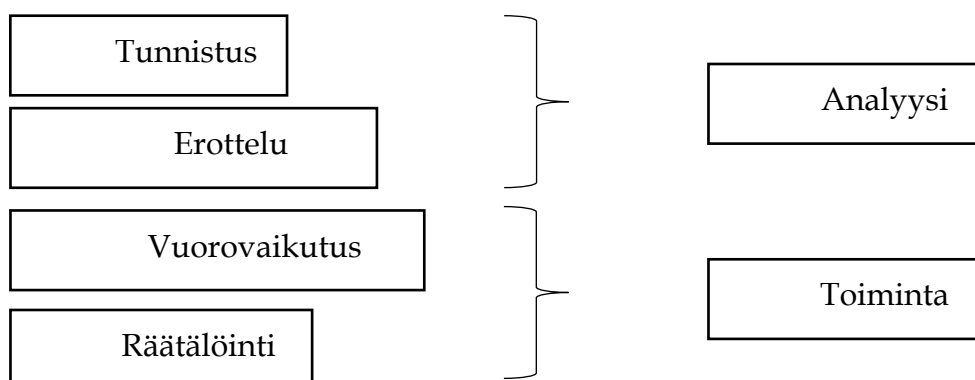 Tunnistus
Erottelu
Vuorovaikutus
Räätälöinti
Analyysi
Toiminta